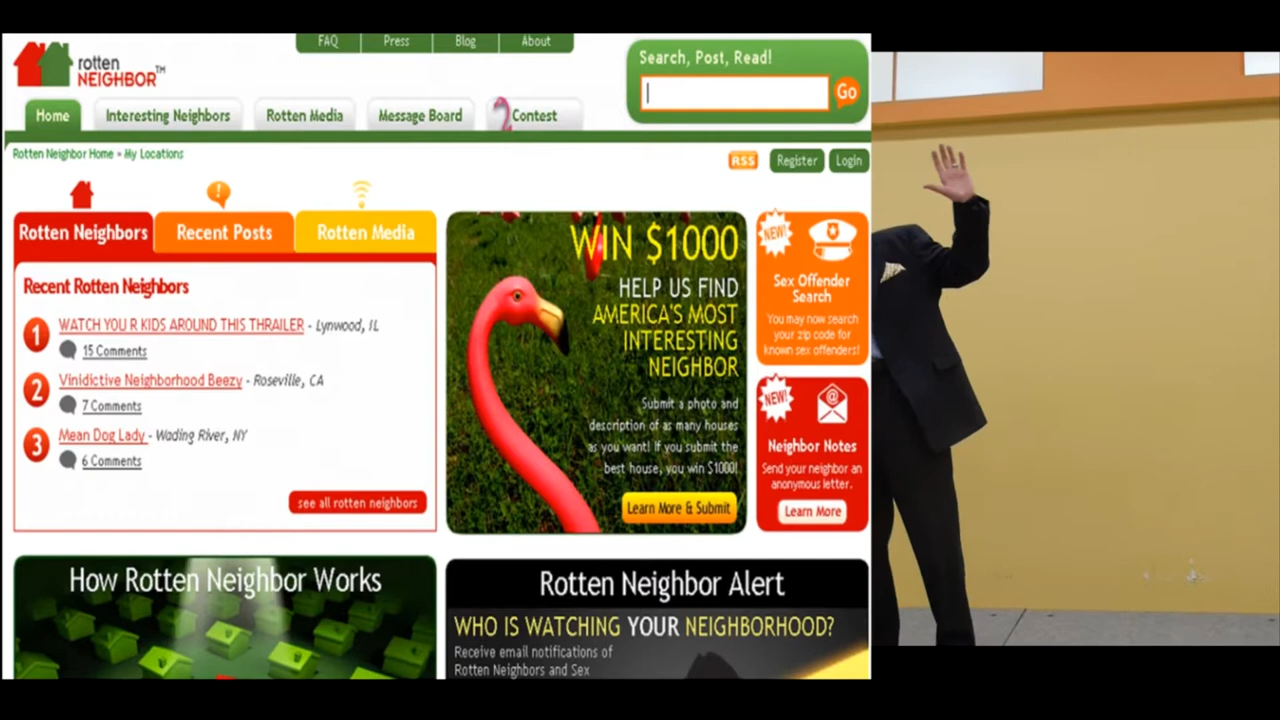 FAQ
Press
Blog
About
rotten
NEIGHBOR™
Search, Post, Read!
Go
Home
Interesting Neighbors
Rotten Media
Message Board
Contest
Rotten Neighbor Home » My Locations
RSS
Register
Login
Rotten Neighbors
Recent Posts
Rotten Media
Recent Rotten Neighbors
1
WATCH YOU R KIDS AROUND THIS THRAILER - Lynwood, IL
15 Comments
2
Vinidictive Neighborhood Beezy - Roseville, CA
7 Comments
3
Mean Dog Lady - Wading River, NY
6 Comments
see all rotten neighbors
WIN $1000
HELP US FIND
AMERICA'S MOST
INTERESTING
NEIGHBOR
Submit a photo and
description of as many houses
as you want! If you submit the
best house, you win $1000!
Learn More & Submit
NEW!
Sex Offender
Search
You may now search
your zip code for
known sex offenders!
NEW!
Neighbor Notes
Send your neighbor an
anonymous letter.
Learn More
How Rotten Neighbor Works
Rotten Neighbor Alert
WHO IS WATCHING YOUR NEIGHBORHOOD?
Receive email notifications of
Rotten Neighbors and Sex